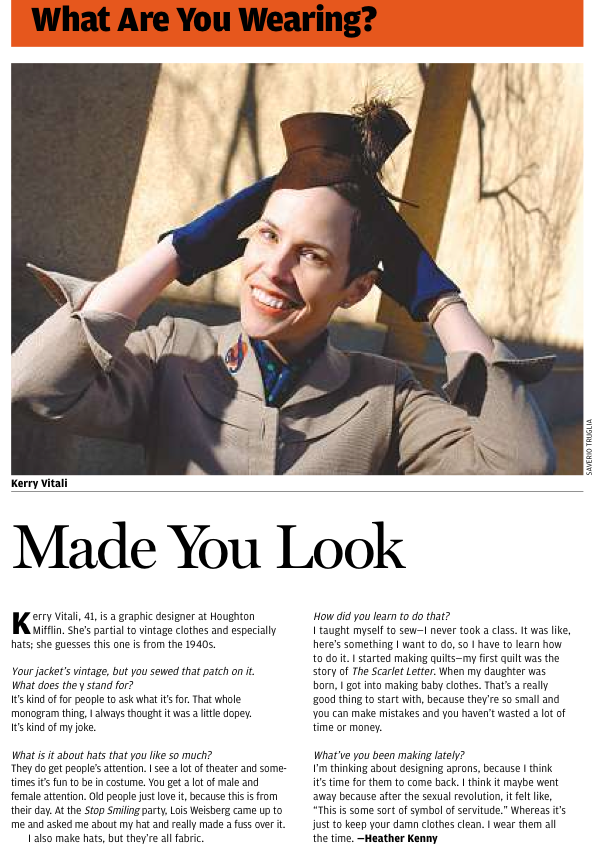 What Are You Wearing?
SAVERIO TRUGLIA
Kerry Vitali
Made You Look
Kerry Vitali, 41, is a graphic designer at Houghton
Mifflin. She's partial to vintage clothes and especially
hats; she guesses this one is from the 1940s.
Your jacket's vintage, but you sewed that patch on it.
What does the y stand for?
It's kind of for people to ask what it's for. That whole
monogram thing, I always thought it was a little dopey.
It's kind of my joke.
What is it about hats that you like so much?
They do get people's attention. I see a lot of theater and some-
times it's fun to be in costume. You get a lot of male and
female attention. Old people just love it, because this is from
their day. At the Stop Smiling party, Lois Weisberg came up to
me and asked me about my hat and really made a fuss over it.
I also make hats, but they're all fabric.
How did you learn to do that?
I taught myself to sew—I never took a class. It was like,
here's something I want to do, so I have to learn how
to do it. I started making quilts—my first quilt was the
story of The Scarlet Letter. When my daughter was
born, I got into making baby clothes. That's a really
good thing to start with, because they're so small and
you can make mistakes and you haven't wasted a lot of
time or money.
What've you been making lately?
I'm thinking about designing aprons, because I think
it's time for them to come back. I think it maybe went
away because after the sexual revolution, it felt like,
"This is some sort of symbol of servitude." Whereas it's
just to keep your damn clothes clean. I wear them all
the time. —Heather Kenny